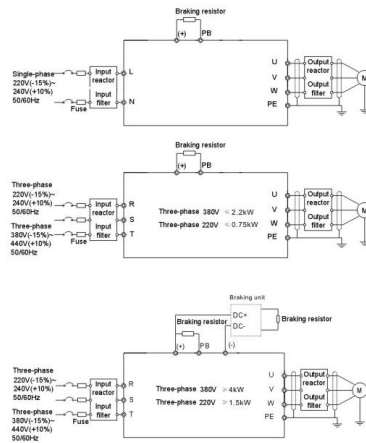 Braking resistor
(+) PB
Single-phase
220V(-15%)~
240V(+10%)
50/60Hz
Fuse
Input
reactor
Input
filter
L
N
U
V
W
PE
Output
reactor
Output
filter
M
Braking resistor
(+) PB
Three-phase
220V(-15%)~
240V(+10%)
50/60Hz
Three-phase
380V(-15%)~
440V(+10%)
50/60Hz
Fuse
Input
reactor
Input
filter
R
S
T
Three-phase 380V ≤ 2.2kW
Three-phase 220V ≤ 0.75kW
U
V
W
PE
Output
reactor
Output
filter
M
Braking unit
DC+
DC-
Braking resistor
Braking resistor
(+) PB (-)
Three-phase
220V(-15%)~
240V(+10%)
50/60Hz
Three-phase
380V(-15%)~
440V(+10%)
50/60Hz
Fuse
Input
reactor
Input
filter
R
S
T
Three-phase 380V ≥ 4kW
Three-phase 220V ≥ 1.5kW
U
V
W
PE
Output
reactor
Output
filter
M